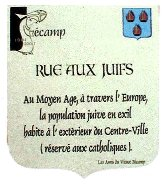 Fécamp
RUE AUX JUIFS
Au Moyen Age, à travers l'Europe,
la population juive en exil
habite à l'extérieur du Centre-Ville
( réservé aux catholiques ).
Les Amis du Vieux Fécamp